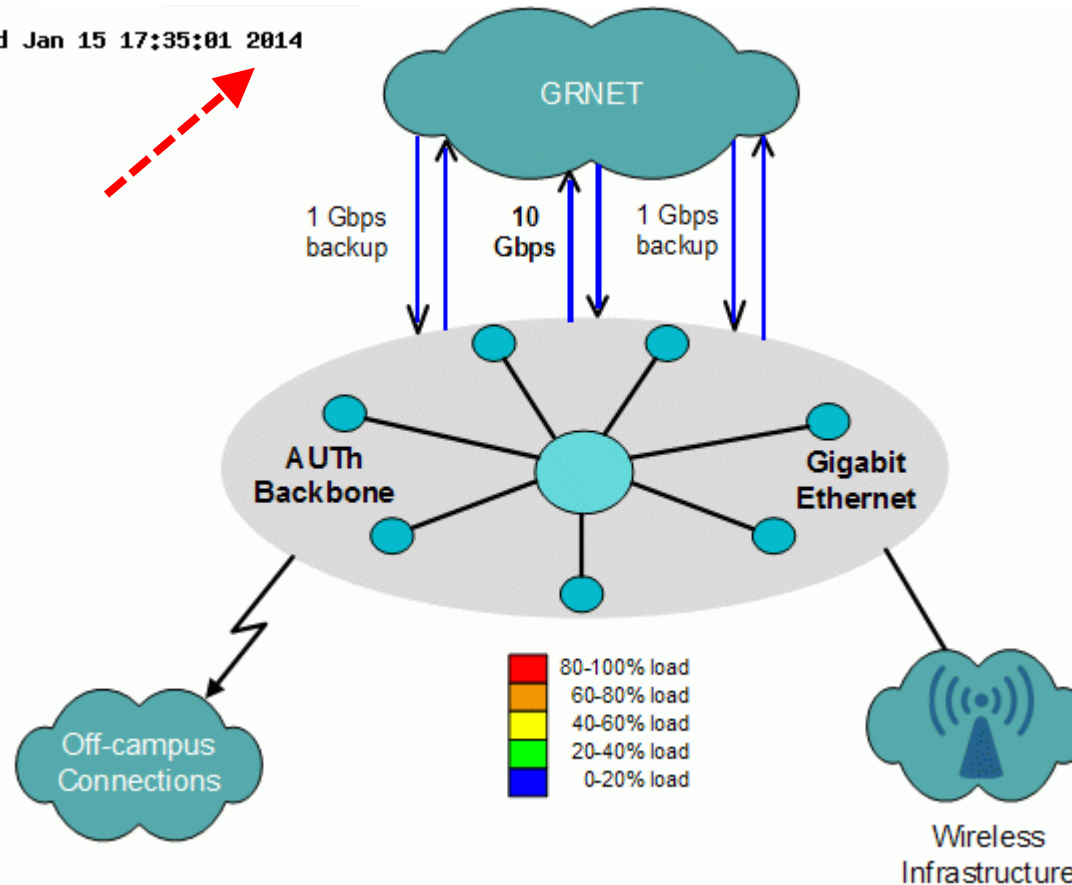 d Jan 15 17:35:01 2014
GRNET
1 Gbps
backup
10
Gbps
1 Gbps
backup
AUTh
Backbone
Gigabit
Ethernet
80-100% load
60-80% load
40-60% load
20-40% load
0-20% load
Off-campus
Connections
Wireless
Infrastructure